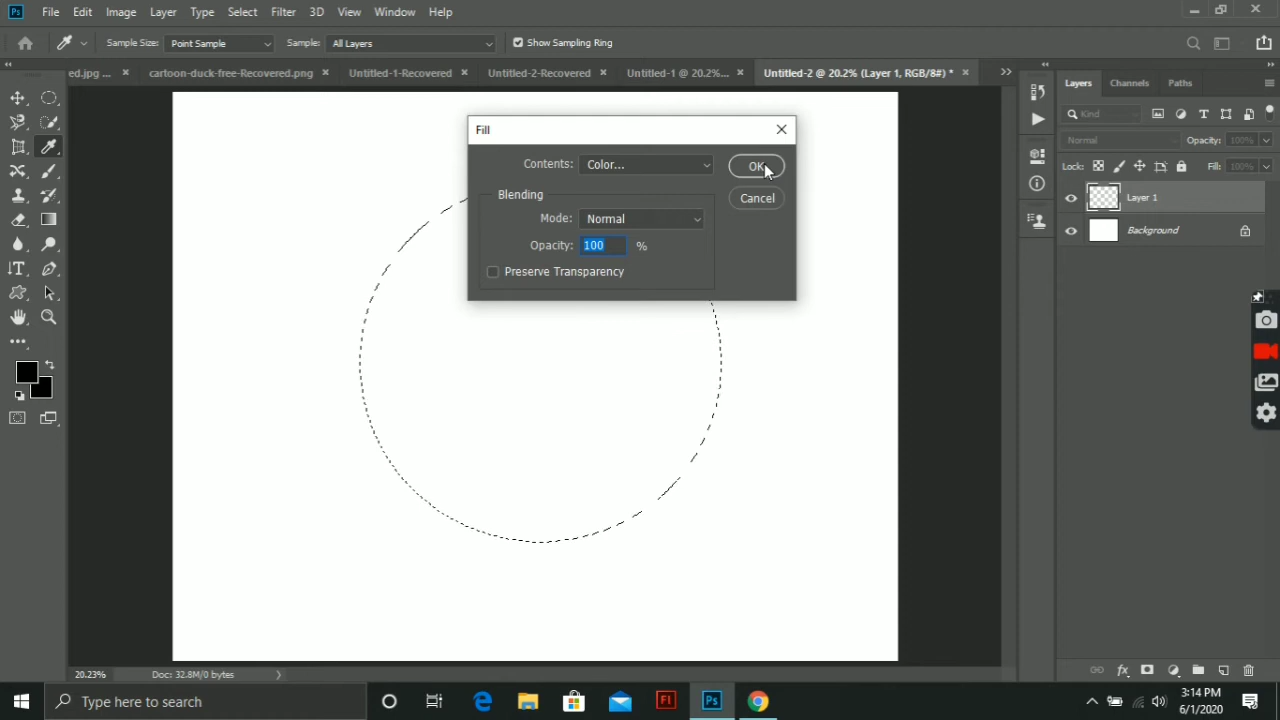 Ps File Edit Image Layer Type Select Filter 3D View Window Help
Sample Size: Point Sample Sample: All Layers Show Sampling Ring
ed.jpg ... × cartoon-duck-free-Recovered.png × Untitled-1-Recovered × Untitled-2-Recovered × Untitled-1 @ 20.2%... × Untitled-2 @ 20.2% (Layer 1, RGB/8#) * ×
Layers Channels Paths
Kind
Normal Opacity: 100%
Lock: Fill: 100%
Layer 1
Background
Fill
Contents: Color... OK
Blending Cancel
Mode: Normal
Opacity: 100 %
Preserve Transparency
20.23% Doc: 32.8M/0 bytes
Type here to search
Fl Ps
3:14 PM
6/1/2020